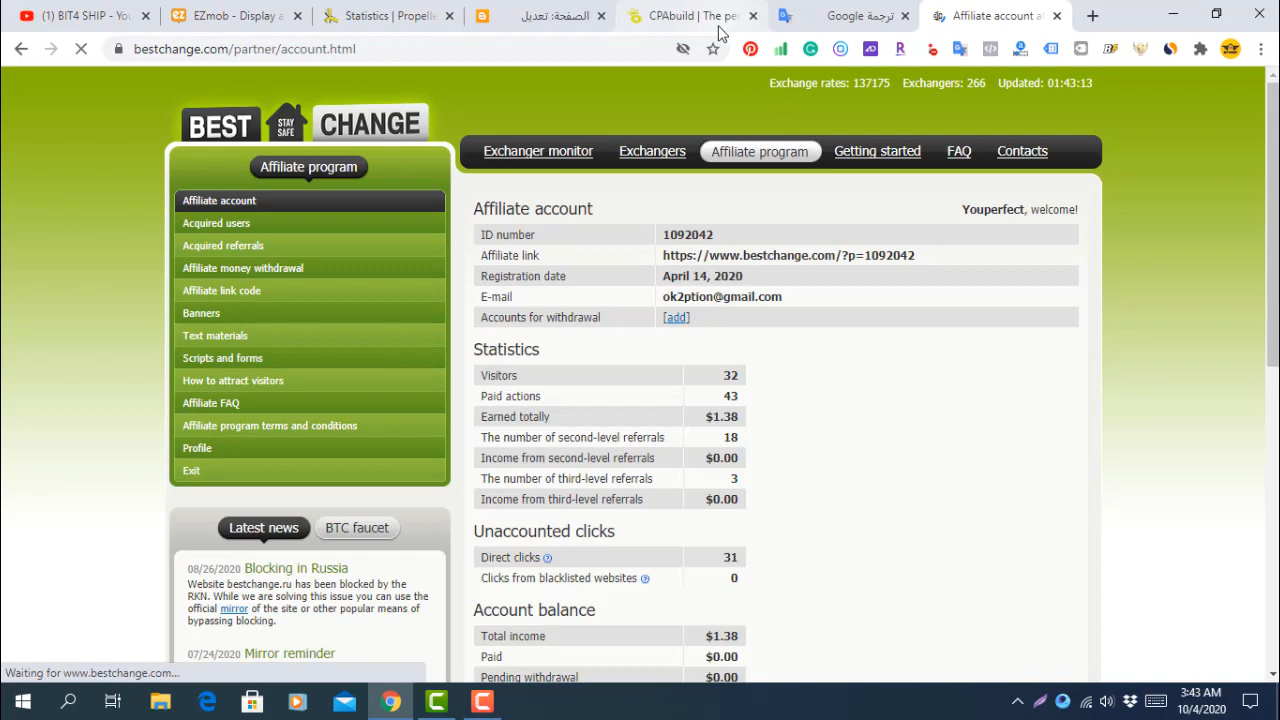 (1) BIT4 SHIP - You
EZmob - Display a
Statistics | Propelle
الصفحة: تعديل
CPAbuild | The pe
ترجمة Google
Affiliate account at
bestchange.com/partner/account.html
Exchange rates: 137175 Exchangers: 266 Updated: 01:43:13
BEST STAY SAFE CHANGE
Exchanger monitor Exchangers Affiliate program Getting started FAQ Contacts
Affiliate program
Affiliate account
Acquired users
Acquired referrals
Affiliate money withdrawal
Affiliate link code
Banners
Text materials
Scripts and forms
How to attract visitors
Affiliate FAQ
Affiliate program terms and conditions
Profile
Exit
Latest news BTC faucet
08/26/2020 Blocking in Russia
Website bestchange.ru has been blocked by the
RKN. While we are solving this issue you can use the
official mirror of the site or other popular means of
bypassing blocking.
07/24/2020 Mirror reminder
Affiliate account Youperfect, welcome!
ID number 1092042
Affiliate link https://www.bestchange.com/?p=1092042
Registration date April 14, 2020
E-mail ok2ption@gmail.com
Accounts for withdrawal [add]
Statistics
Visitors 32
Paid actions 43
Earned totally $1.38
The number of second-level referrals 18
Income from second-level referrals $0.00
The number of third-level referrals 3
Income from third-level referrals $0.00
Unaccounted clicks
Direct clicks 31
Clicks from blacklisted websites 0
Account balance
Total income $1.38
Paid $0.00
Pending withdrawal $0.00
Waiting for www.bestchange.com...
3:43 AM
10/4/2020